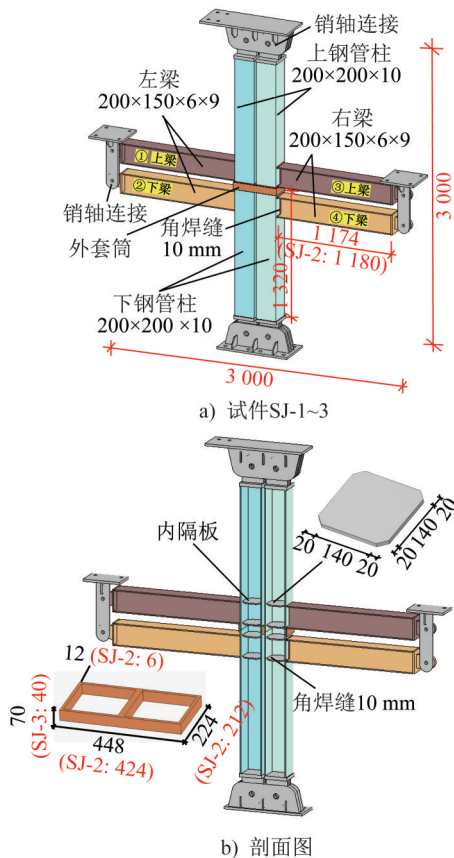 销轴连接
上钢管柱
200×200×10
左梁
200×150×6×9
右梁
200×150×6×9
3 000
①上梁
②下梁
③上梁
④下梁
销轴连接
外套筒
角焊缝
10 mm
1 174
(SJ-2: 1 180)
1 320
下钢管柱
200×200 ×10
3 000
a) 试件SJ-1~3
内隔板
20 140 20
20 140 20
12 (SJ-2: 6)
70
(SJ-3: 40)
448
(SJ-2: 424)
224
(SJ-2: 212)
角焊缝10 mm
b) 剖面图